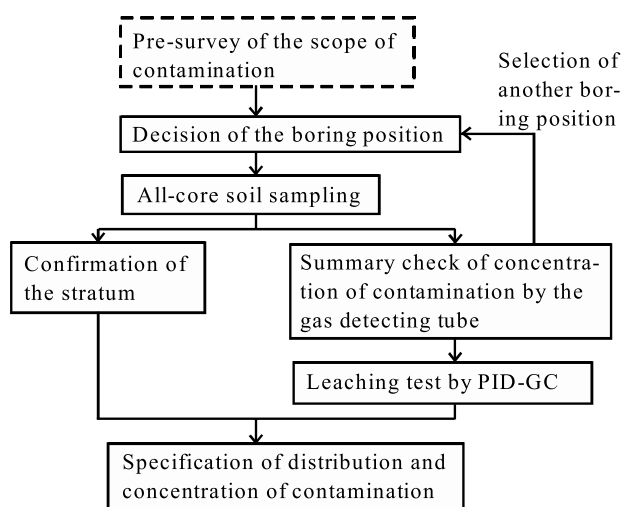 Pre-survey of the scope of
contamination
Selection of
another bor-
ing position
Decision of the boring position
All-core soil sampling
Confirmation of
the stratum
Summary check of concentra-
tion of contamination by the
gas detecting tube
Leaching test by PID-GC
Specification of distribution and
concentration of contamination